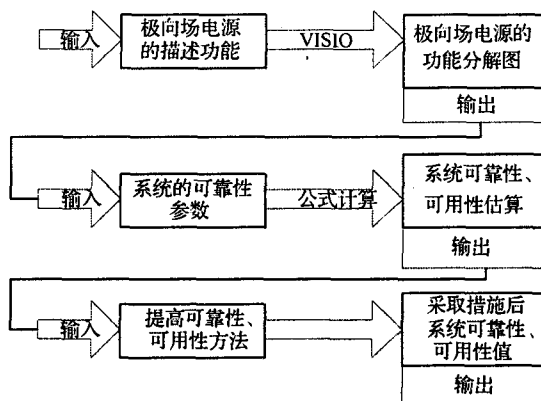 输入
极向场电源
的描述功能
VISIO
极向场电源的
功能分解图
输出
输入
系统的可靠性
参数
公式计算
系统可靠性、
可用性估算
输出
输入
提高可靠性、
可用性方法
采取措施后
系统可靠性、
可用性值
输出